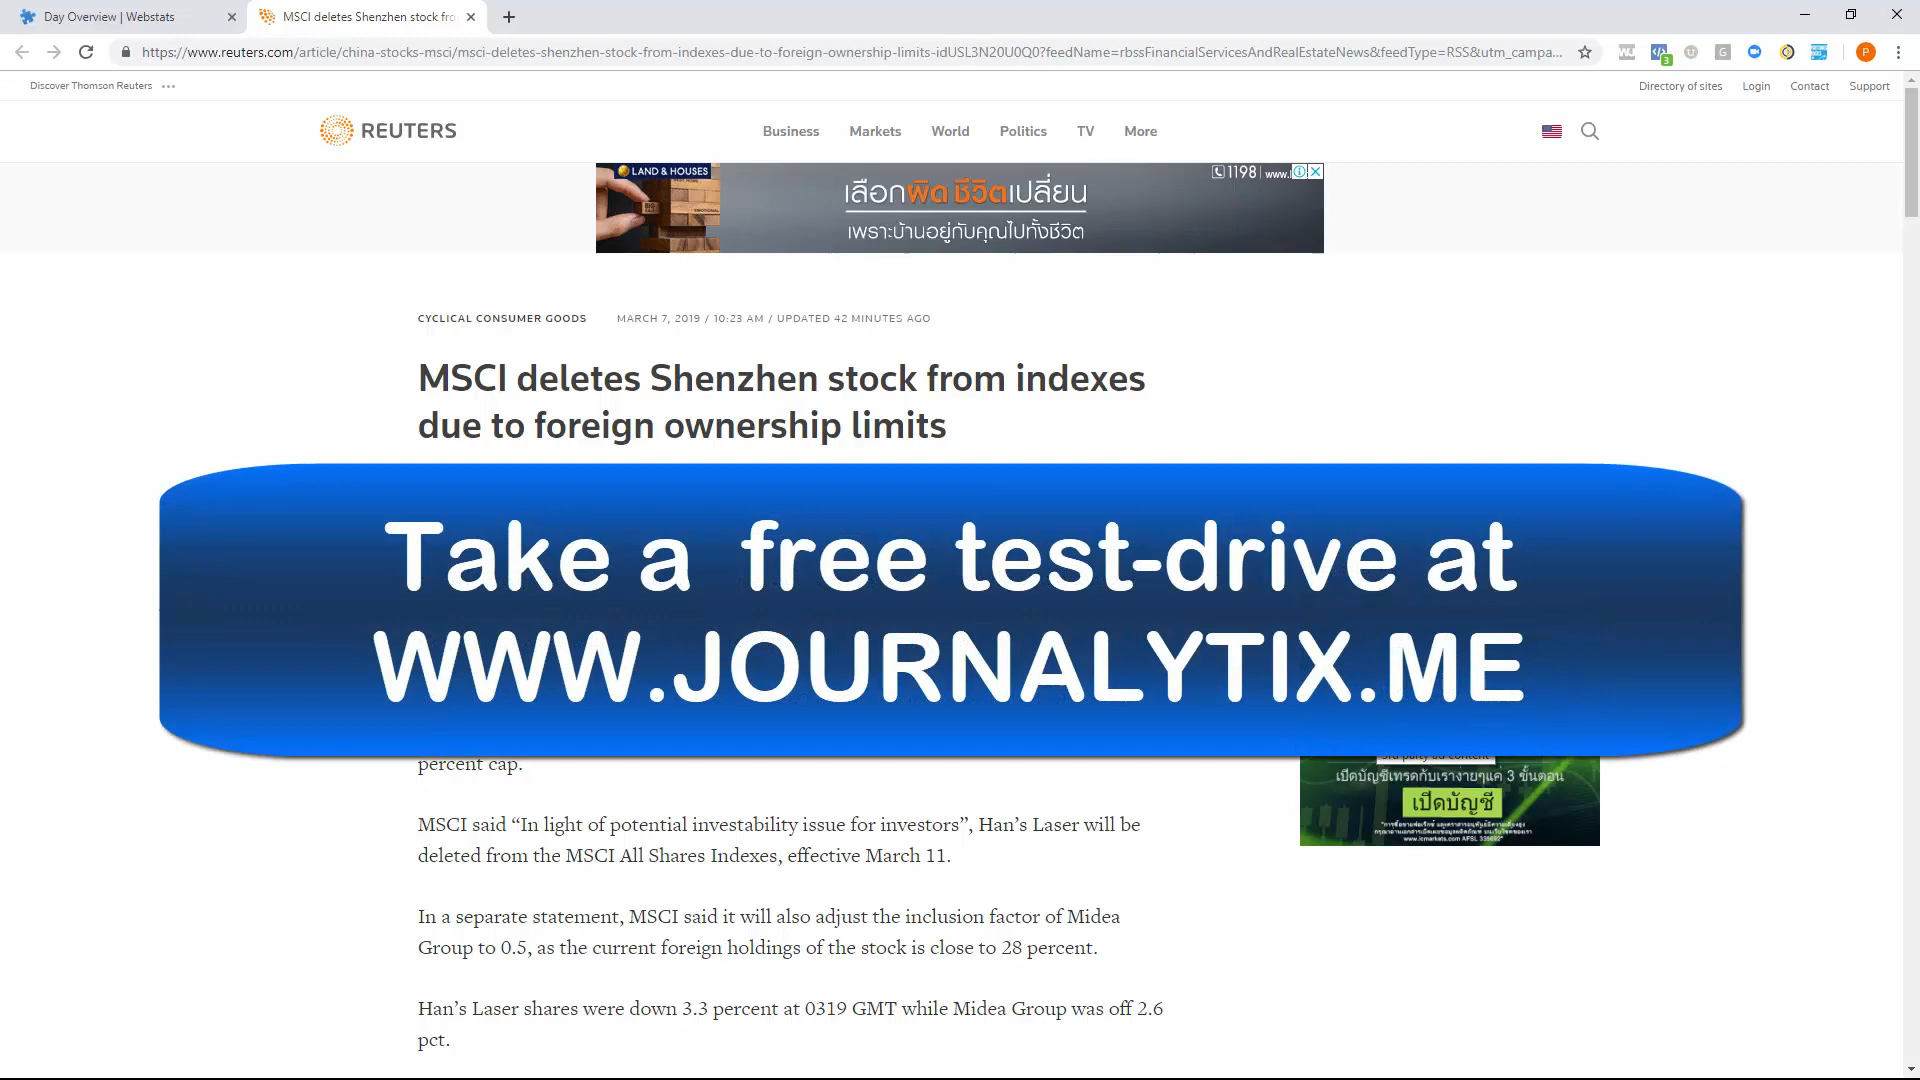 Day Overview | Webstats
MSCI deletes Shenzhen stock fro
https://www.reuters.com/article/china-stocks-msci/msci-deletes-shenzhen-stock-from-indexes-due-to-foreign-ownership-limits-idUSL3N20U0Q0?feedName=rbssFinancialServicesAndRealEstateNews&feedType=RSS&utm_campa...
3
P
Discover Thomson Reuters
Directory of sites Login Contact Support
REUTERS
Business Markets World Politics TV More
LAND & HOUSES
1198 www.
เลือกผิด ชีวิตเปลี่ยน
เพราะบ้านอยู่กับคุณไปทั้งชีวิต
CYCLICAL CONSUMER GOODS MARCH 7, 2019 / 10:23 AM / UPDATED 42 MINUTES AGO
MSCI deletes Shenzhen stock from indexes
due to foreign ownership limits
Take a free test-drive at
WWW.JOURNALYTIX.ME
percent cap.
3rd party ad content
เปิดบัญชีเทรดกับเราง่ายๆแค่ 3 ขั้นตอน
เปิดบัญชี
www.icmarkets.com AFSL 335692
MSCI said “In light of potential investability issue for investors”, Han’s Laser will be
deleted from the MSCI All Shares Indexes, effective March 11.
In a separate statement, MSCI said it will also adjust the inclusion factor of Midea
Group to 0.5, as the current foreign holdings of the stock is close to 28 percent.
Han’s Laser shares were down 3.3 percent at 0319 GMT while Midea Group was off 2.6
pct.